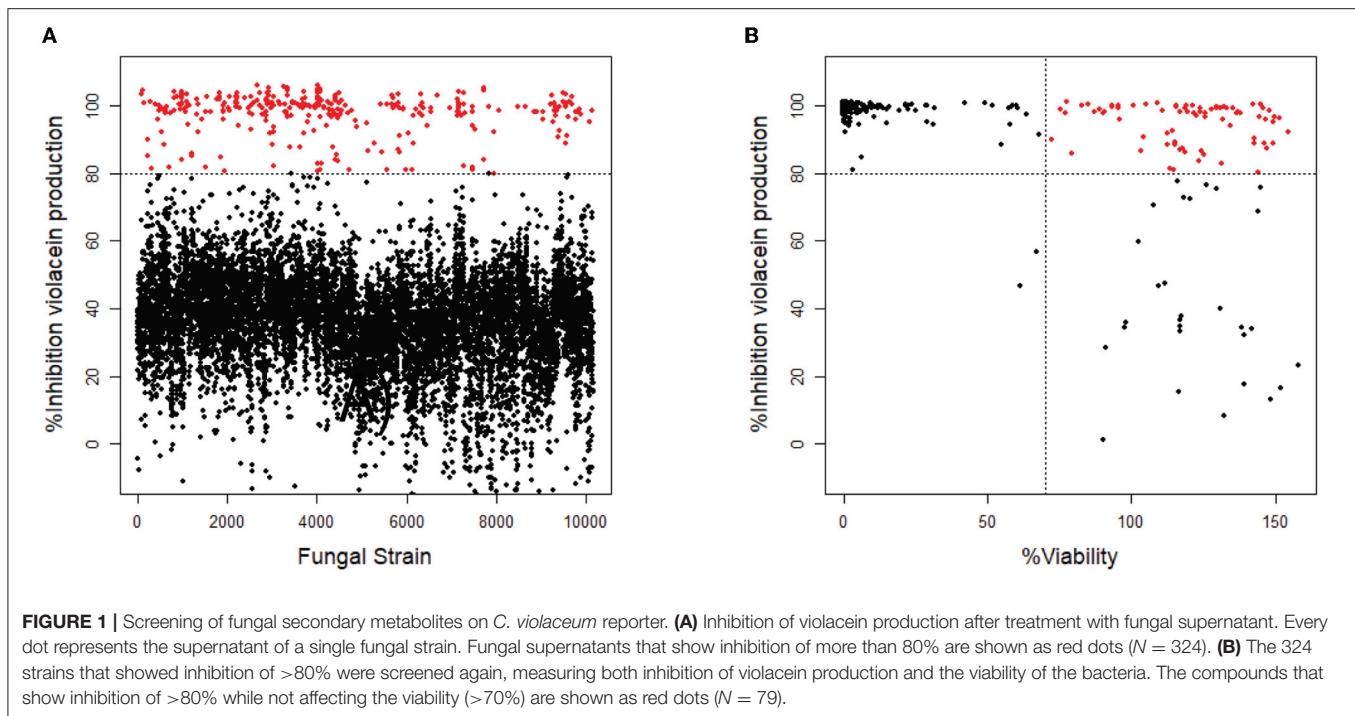 A
B
%Inhibition violacein production
100
80
60
40
20
0
0
2000
4000
6000
8000
10000
Fungal Strain
%Inhibition violacein production
100
80
60
40
20
0
0
50
100
150
%Viability
FIGURE 1 | Screening of fungal secondary metabolites on C. violaceum reporter. (A) Inhibition of violacein production after treatment with fungal supernatant. Every
dot represents the supernatant of a single fungal strain. Fungal supernatants that show inhibition of more than 80% are shown as red dots (N = 324). (B) The 324
strains that showed inhibition of >80% were screened again, measuring both inhibition of violacein production and the viability of the bacteria. The compounds that
show inhibition of >80% while not affecting the viability (>70%) are shown as red dots (N = 79).